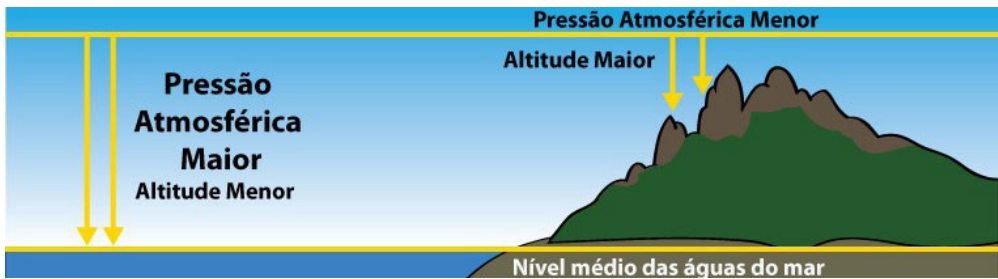 Pressão Atmosférica Menor
Altitude Maior
Pressão
Atmosférica
Maior
Altitude Menor
Nível médio das águas do mar